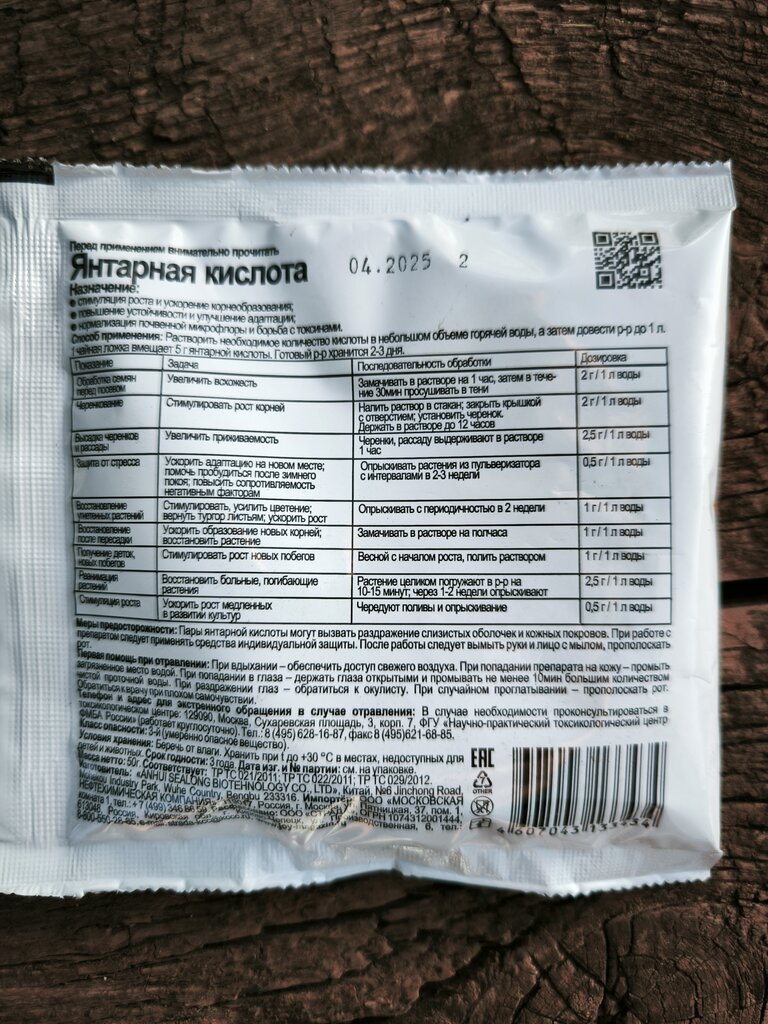 Перед применением внимательно прочитать
Янтарная кислота
04.2025 2
Назначение:
• стимуляция роста и ускорение корнеобразования;
• повышение устойчивости и улучшение адаптации;
• нормализация почвенной микрофлоры и борьба с токсинами.
Способ применения: Растворить необходимое количество кислоты в небольшом объеме горячей воды, а затем довести р-р до 1 л.
1 чайная ложка вмещает 5 г янтарной кислоты. Готовый р-р хранится 2-3 дня.
Показание Задача Последовательность обработки Дозировка
Обработка семян перед посевом Увеличить всхожесть Замачивать в растворе на 1 час, затем в тече-
ние 30мин просушивать в тени 2 г / 1 л воды
Черенкование Стимулировать рост корней Налить раствор в стакан; закрыть крышкой
с отверстием; установить черенок.
Держать в растворе до 12 часов 2 г / 1 л воды
Высадка черенков
и рассады Увеличить приживаемость Черенки, рассаду выдерживают в растворе
1 час 2,5 г / 1 л воды
Защита от стресса Ускорить адаптацию на новом месте;
помочь пробудиться после зимнего
покоя; повысить сопротивляемость
негативным факторам Опрыскивать растения из пульверизатора
с интервалами в 2-3 недели 0,5 г / 1 л воды
Восстановление
угнетенных растений Стимулировать, усилить цветение;
вернуть тургор листьям; ускорить рост Опрыскивать с периодичностью в 2 недели 1 г / 1 л воды
Восстановление
после пересадки Ускорить образование новых корней;
восстановить растение Замачивать в растворе на полчаса 1 г / 1 л воды
Получение деток,
новых побегов Стимулировать рост новых побегов Весной с начала роста, полить раствором 1 г / 1 л воды
Реанимация
растений Восстановить больные, погибающие
растения Растение целиком погружают в р-р на
10-15 минут; через 1-2 недели опрыскивают 2,5 г / 1 л воды
Стимуляция роста Ускорить рост медленных
в развитии культур Чередуют поливы и опрыскивание 0,5 г / 1 л воды
Меры предосторожности: Пары янтарной кислоты могут вызвать раздражение слизистых оболочек и кожных покровов. При работе с
препаратом следует применять средства индивидуальной защиты. После работы следует вымыть руки и лицо с мылом, прополоскать
рот.
Первая помощь при отравлении: При вдыхании – обеспечить доступ свежего воздуха. При попадании препарата на кожу – промыть
загрязненное место водой. При попадании в глаза – держать глаза открытыми и промывать не менее 10мин большим количеством
чистой проточной воды. При раздражении глаз – обратиться к окулисту. При случайном проглатывании – прополоскать рот.
Обратиться к врачу при плохом самочувствии.
Телефон и адрес для экстренного обращения в случае отравления: В случае необходимости проконсультироваться в
токсикологическом центре: 129090, Москва, Сухаревская площадь, 3, корп. 7, ФГУ «Научно-практический токсикологический центр
ФМБА России» (работает круглосуточно). Тел.: 8 (495) 628-16-87, факс 8 (495)621-68-85.
Класс опасности: 3-й (умеренно опасное вещество).
Условия хранения: Беречь от влаги. Хранить при t до +30 °С в местах, недоступных для
детей и животных. Срок годности: 3 года. Дата изг. и № партии: см. на упаковке.
Масса нетто: 50г. Соответствует: ТР ТС 021/2011; ТР ТС 022/2011; ТР ТС 029/2012.
Изготовитель: «ANHUI SEALONG BIOTEHNOLOGY CO., LTD», Китай, №6 Jinchong Road,
Industry Park, Wuhe Country, Bengbu 233316. Импортер: ООО «МОСКОВСКАЯ
НЕФТЕХИМИЧЕСКАЯ КОМПАНИЯ» Россия, г. 37, пом. 1,
тел.: +7 (499) ОГРН 1074312001444,
613048, Россия, Кировская 6, тел.:
EAC
OTHER